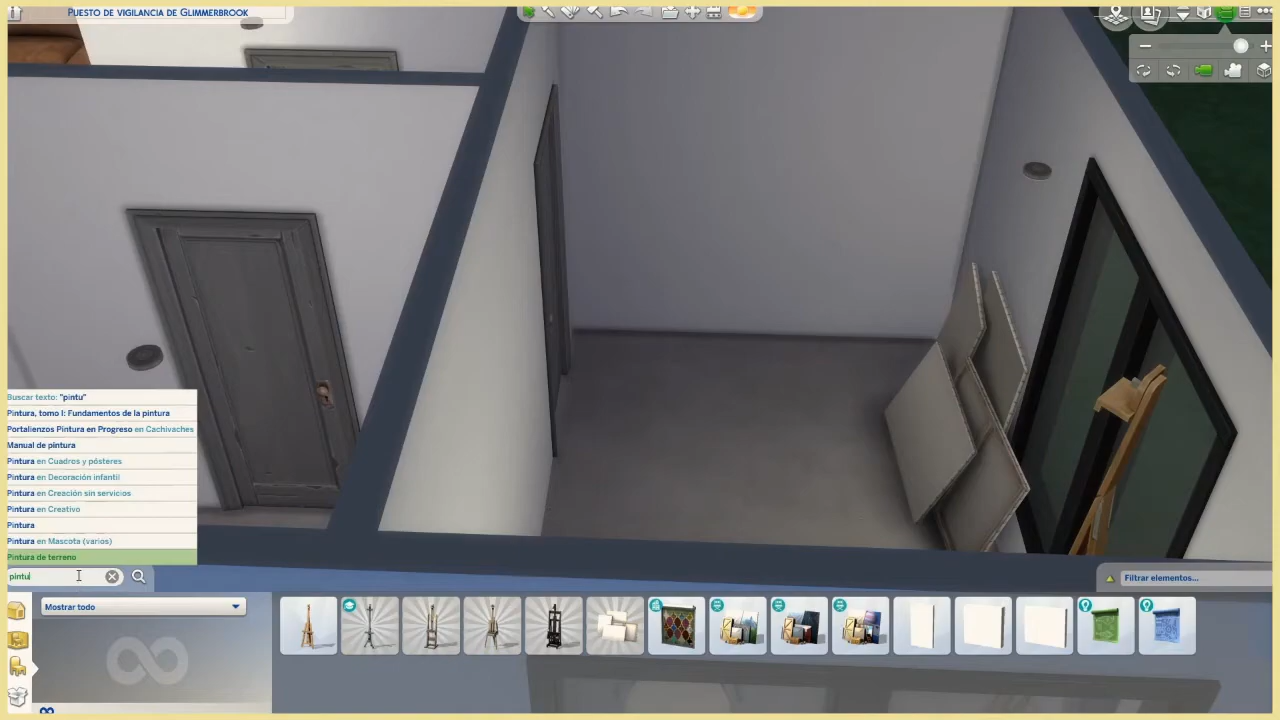 PUESTO DE VIGILANCIA DE GLIMMERBROOK
Buscar texto: "pintu"
Pintura, tomo I: Fundamentos de la pintura
Portalienzos Pintura en Progreso en Cachivaches
Manual de pintura
Pintura en Cuadros y pósteres
Pintura en Decoración infantil
Pintura en Creación sin servicios
Pintura en Creativo
Pintura
Pintura en Mascota (varios)
Pintura de terreno
pintu
Filtrar elementos...
Mostrar todo